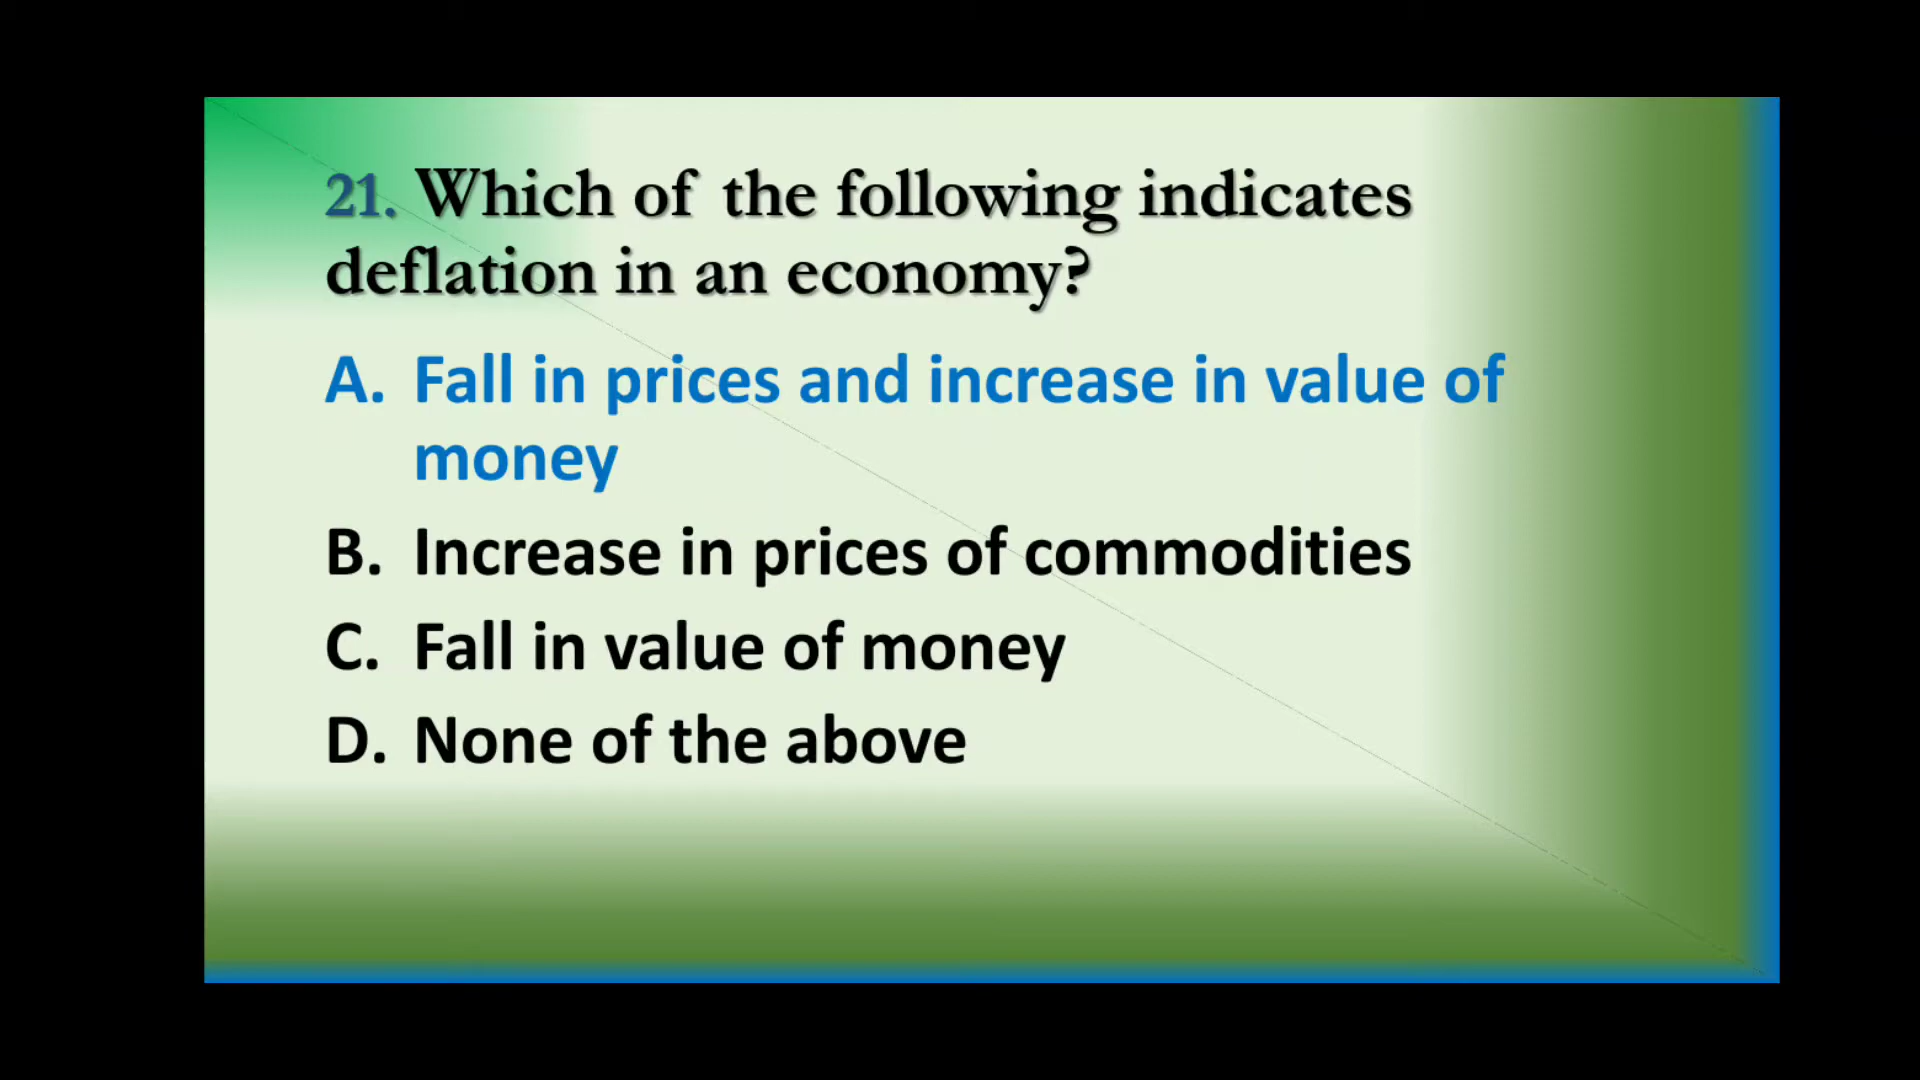 21. Which of the following indicates
deflation in an economy?
A. Fall in prices and increase in value of
money
B. Increase in prices of commodities
C. Fall in value of money
D. None of the above